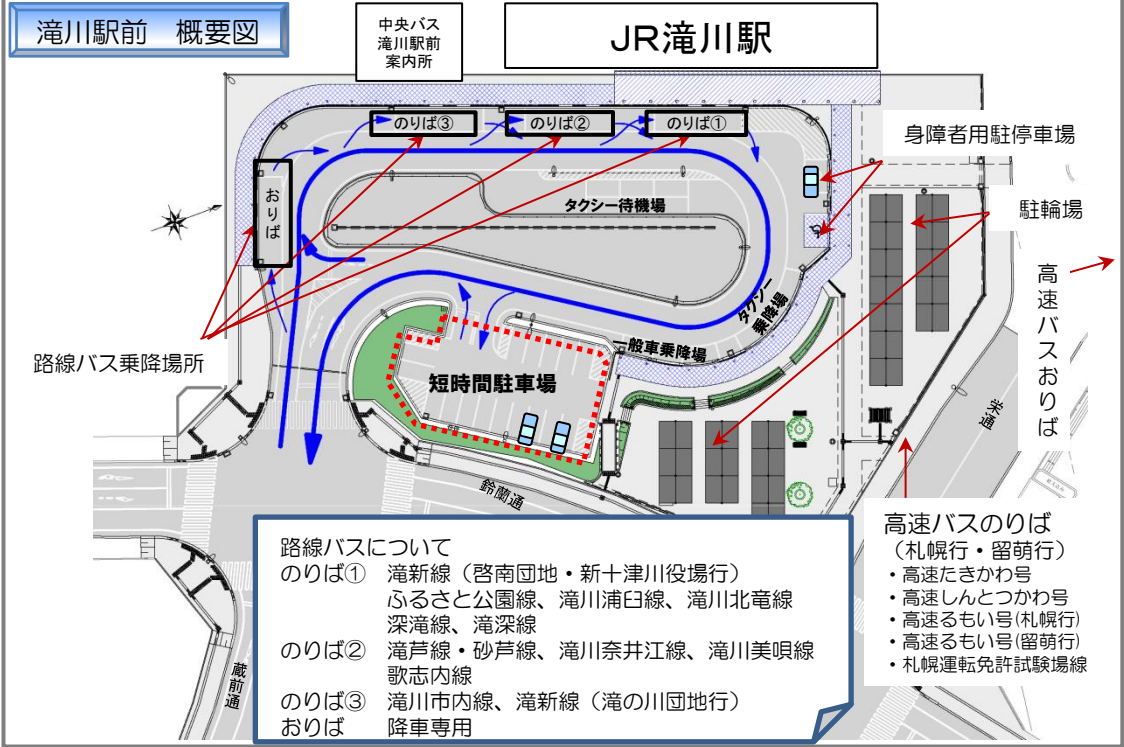 滝川駅前　概要図
中央バス
滝川駅前
案内所
JR滝川駅
のりば③
のりば②
のりば①
身障者用駐停車場
おりば
タクシー待機場
駐輪場
高速バスおりば
タクシー
乗降場
一般車乗降場
路線バス乗降場所
短時間駐車場
栄通
鈴蘭通
蔵前通
路線バスについて
のりば①　滝新線（啓南団地・新十津川役場行）
ふるさと公園線、滝川浦臼線、滝川北竜線
深滝線、滝深線
のりば②　滝芦線・砂芦線、滝川奈井江線、滝川美唄線
歌志内線
のりば③　滝川市内線、滝新線（滝の川団地行）
おりば　降車専用
高速バスのりば
（札幌行・留萌行）
・高速たきかわ号
・高速しんとつかわ号
・高速るもい号(札幌行)
・高速るもい号(留萌行)
・札幌運転免許試験場線